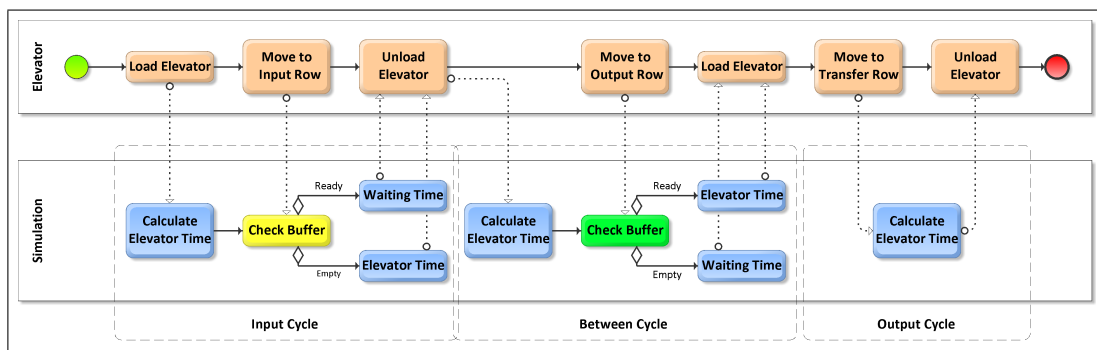 Elevator
Load Elevator
Move to
Input Row
Unload
Elevator
Move to
Output Row
Load Elevator
Move to
Transfer Row
Unload
Elevator
Simulation
Calculate
Elevator Time
Check Buffer
Ready
Waiting Time
Empty
Elevator Time
Calculate
Elevator Time
Check Buffer
Ready
Elevator Time
Empty
Waiting Time
Calculate
Elevator Time
Input Cycle
Between Cycle
Output Cycle